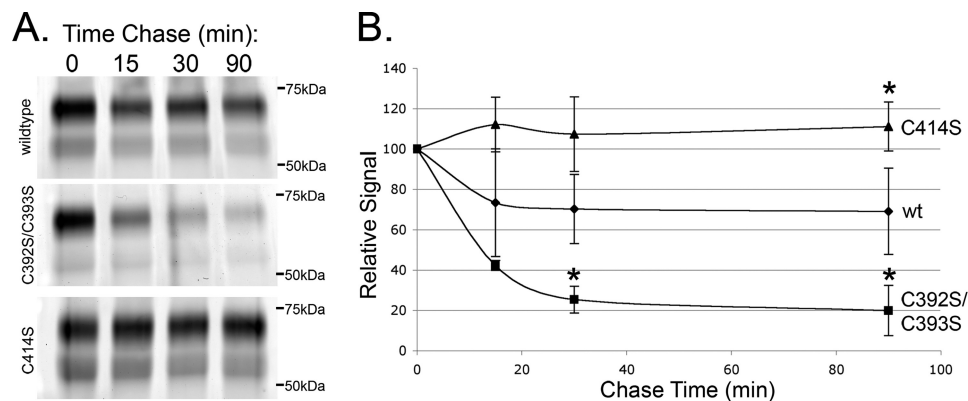 A.
Time Chase (min):
0 15 30 90
wildtype
75kDa
50kDa
C392S/C393S
75kDa
50kDa
C414S
75kDa
50kDa
B.
Relative Signal
140
120
100
80
60
40
20
0
*
C414S
wt
*
*
C392S/
C393S
0 20 40 60 80 100
Chase Time (min)